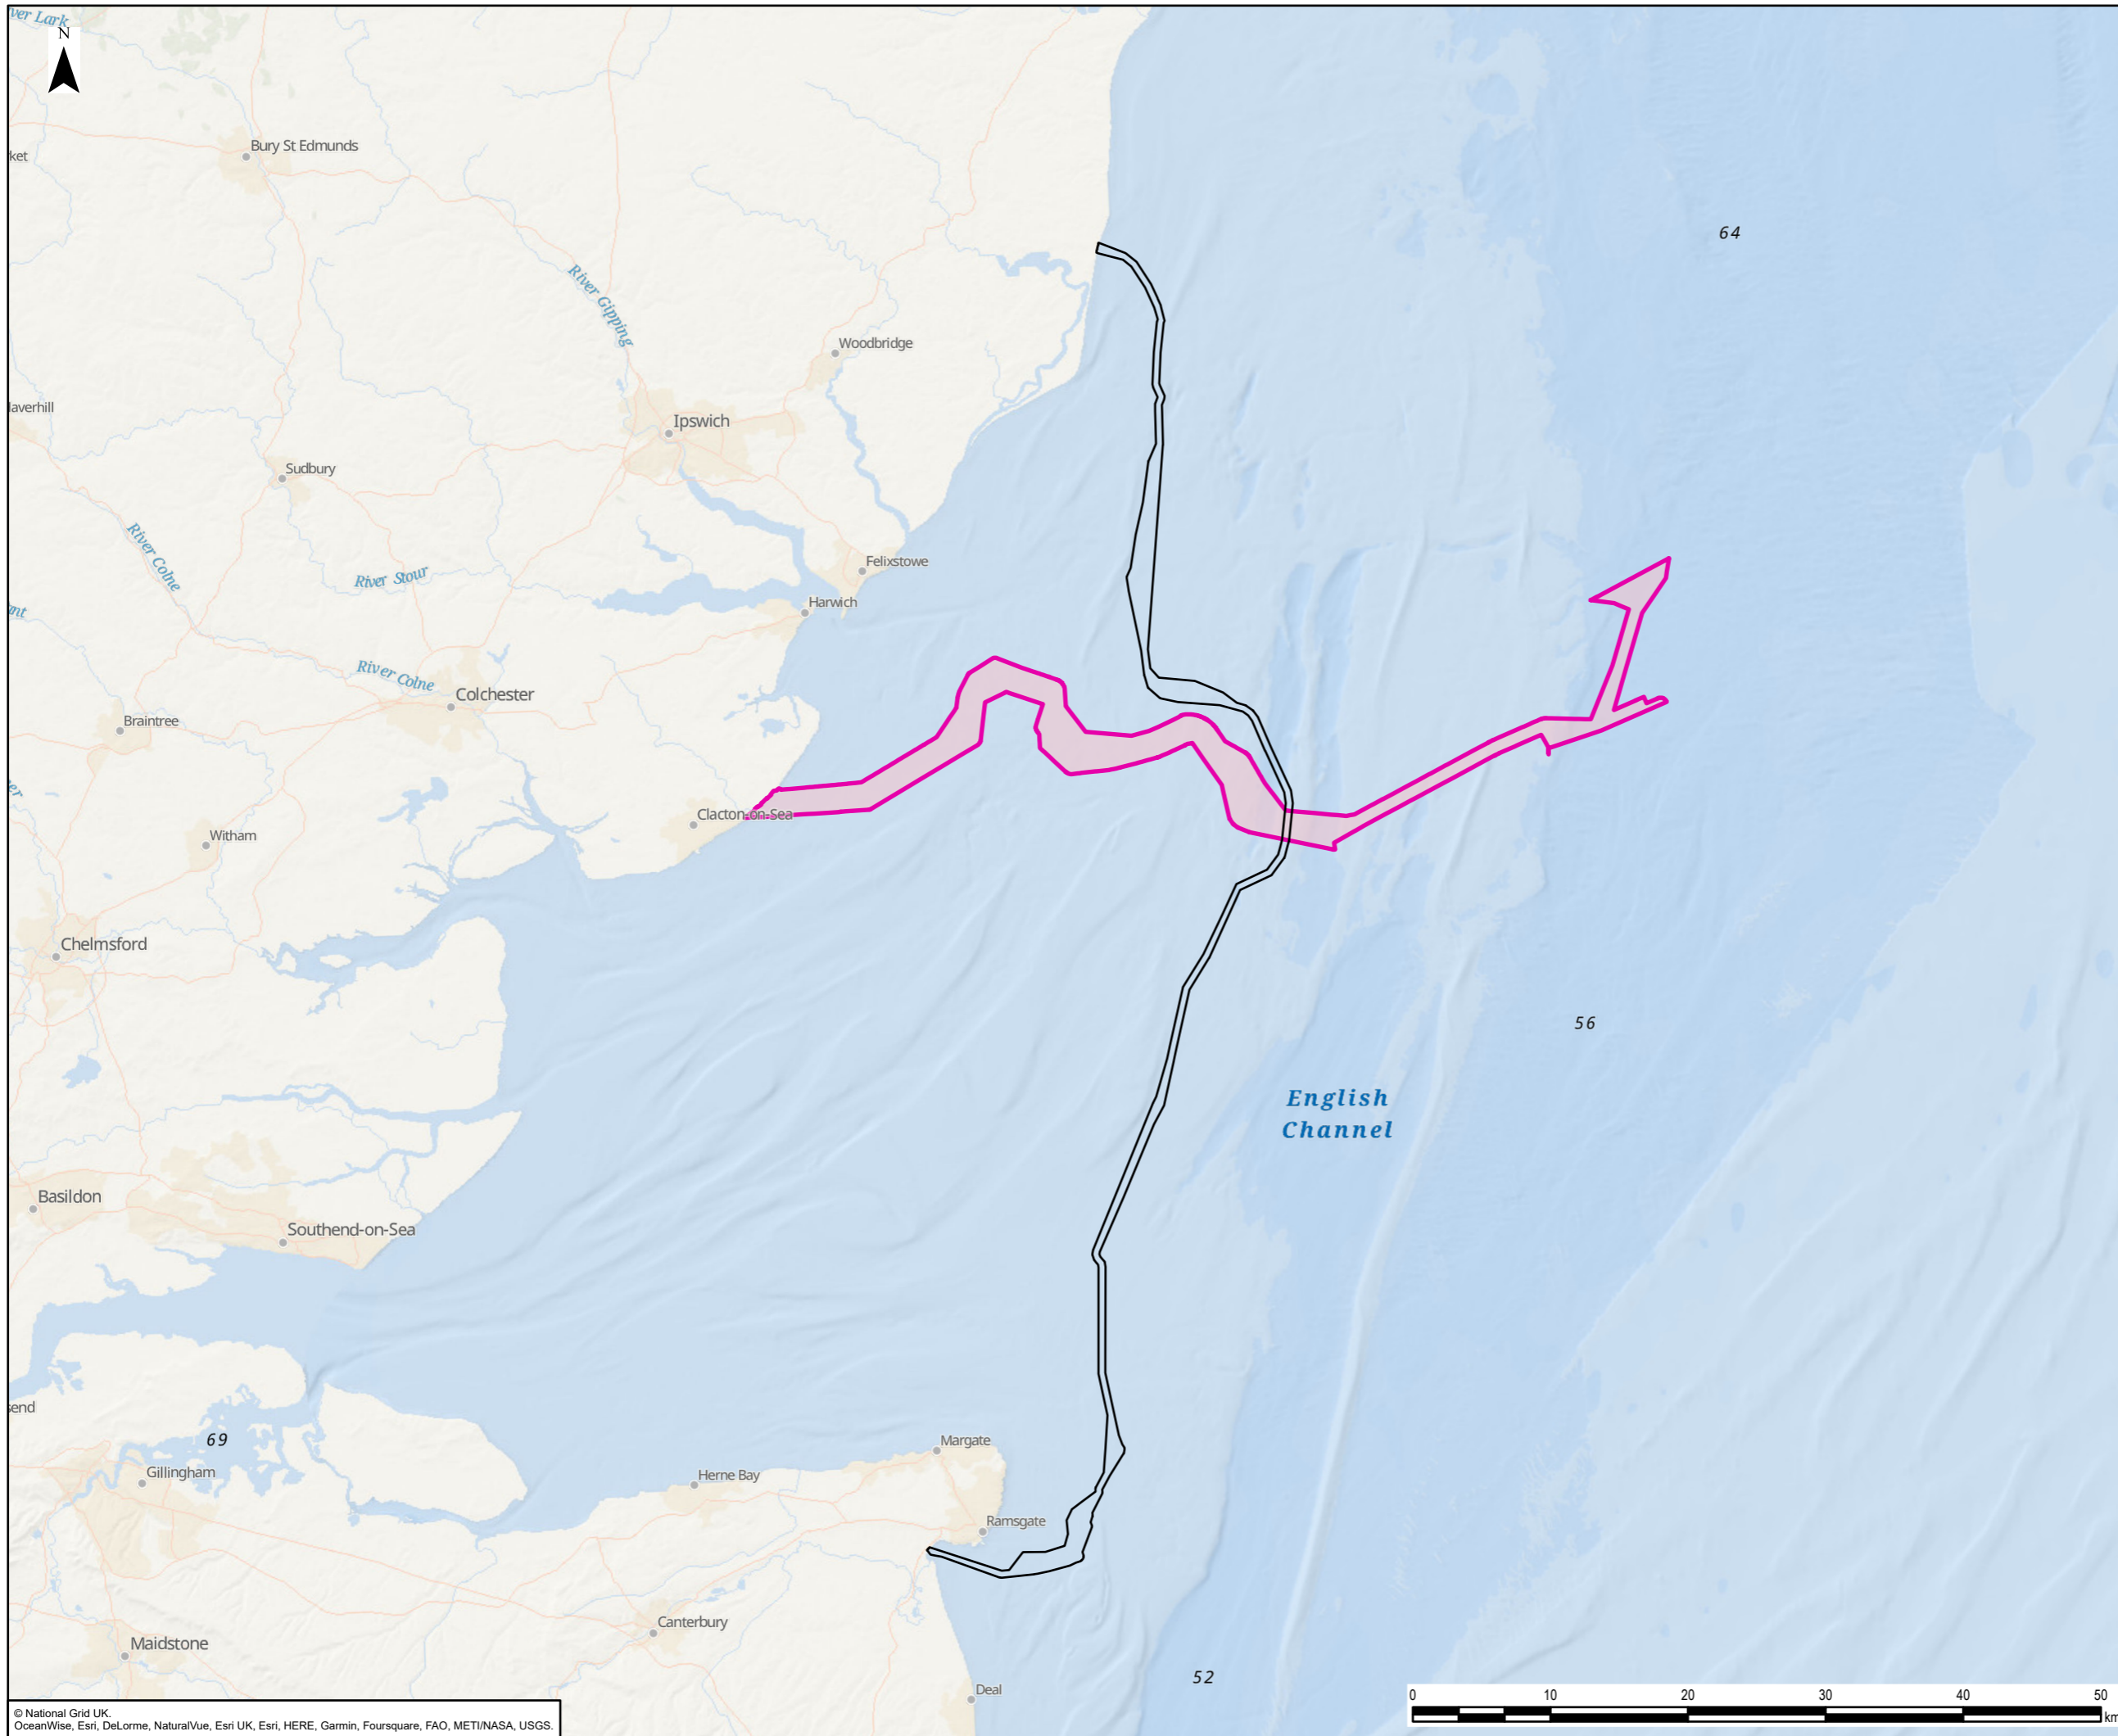 ver Lark
N
Bury St Edmunds
ket
64
River Gipping
Woodbridge
laverhill
Ipswich
Sudbury
River Colne
Felixstowe
River Stour
Harwich
River Colne
Colchester
Braintree
Clacton-on-Sea
Witham
Chelmsford
56
English
Channel
Basildon
Southend-on-Sea
send
69
Margate
Gillingham
Herne Bay
Ramsgate
Canterbury
Maidstone
52
Deal
0 10 20 30 40 50
km
© National Grid UK.
OceanWise, Esri, DeLorme, NaturalVue, Esri UK, Esri, HERE, Garmin, Foursquare, FAO, METI/NASA, USGS.